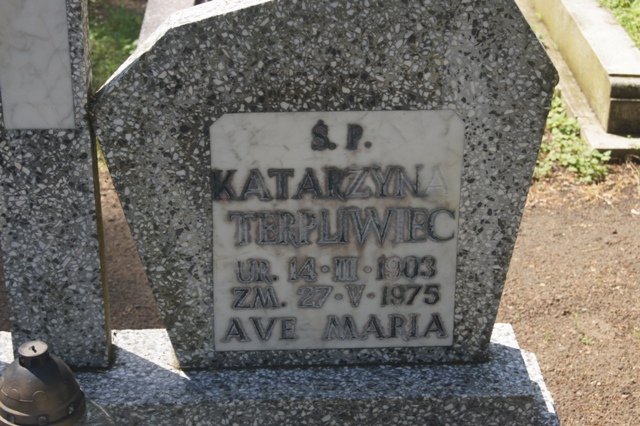 Ś. P.
KATARZYNA
TERPLIWIEC
UR. 14·III·1903
ZM. 27·V·1975
AVE MARIA